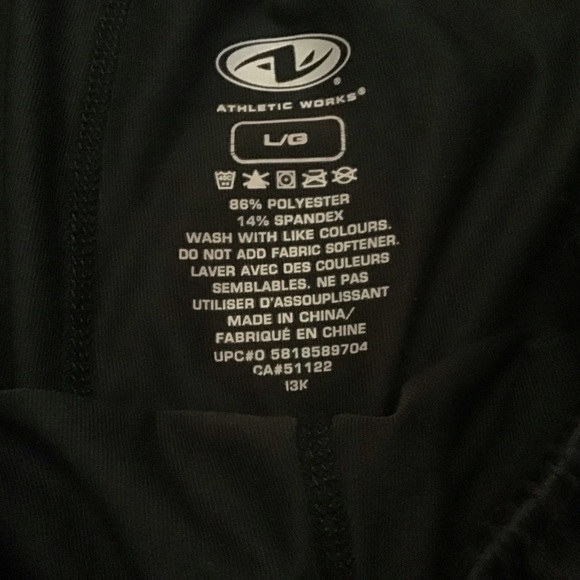 ATHLETIC WORKS®
L/G
40C
86% POLYESTER
14% SPANDEX
WASH WITH LIKE COLOURS.
DO NOT ADD FABRIC SOFTENER.
LAVER AVEC DES COULEURS
SEMBLABLES. NE PAS
UTILISER D'ASSOUPLISSANT
MADE IN CHINA/
FABRIQUÉ EN CHINE
UPC#0 5818589704
CA#51122
13K